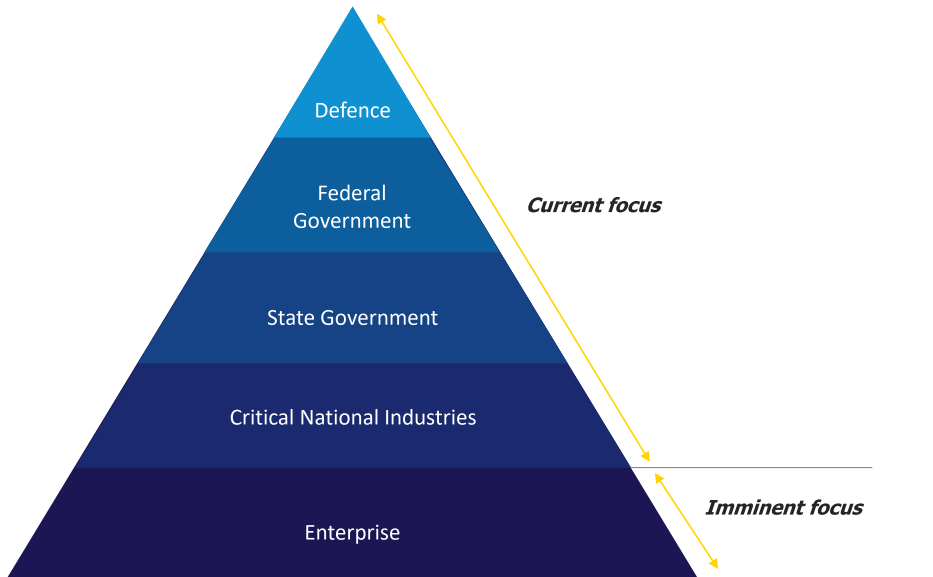 Defence
Federal
Government
Current focus
State Government
Critical National Industries
Imminent focus
Enterprise